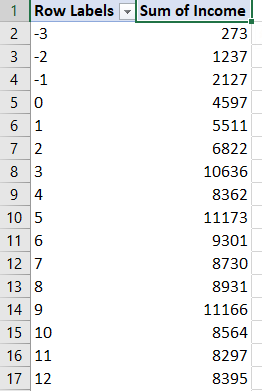 1 Row Labels Sum of Income
2 -3 273
3 -2 1237
4 -1 2127
5 0 4597
6 1 5511
7 2 6822
8 3 10636
9 4 8362
10 5 11173
11 6 9301
12 7 8730
13 8 8931
14 9 11166
15 10 8564
16 11 8297
17 12 8395